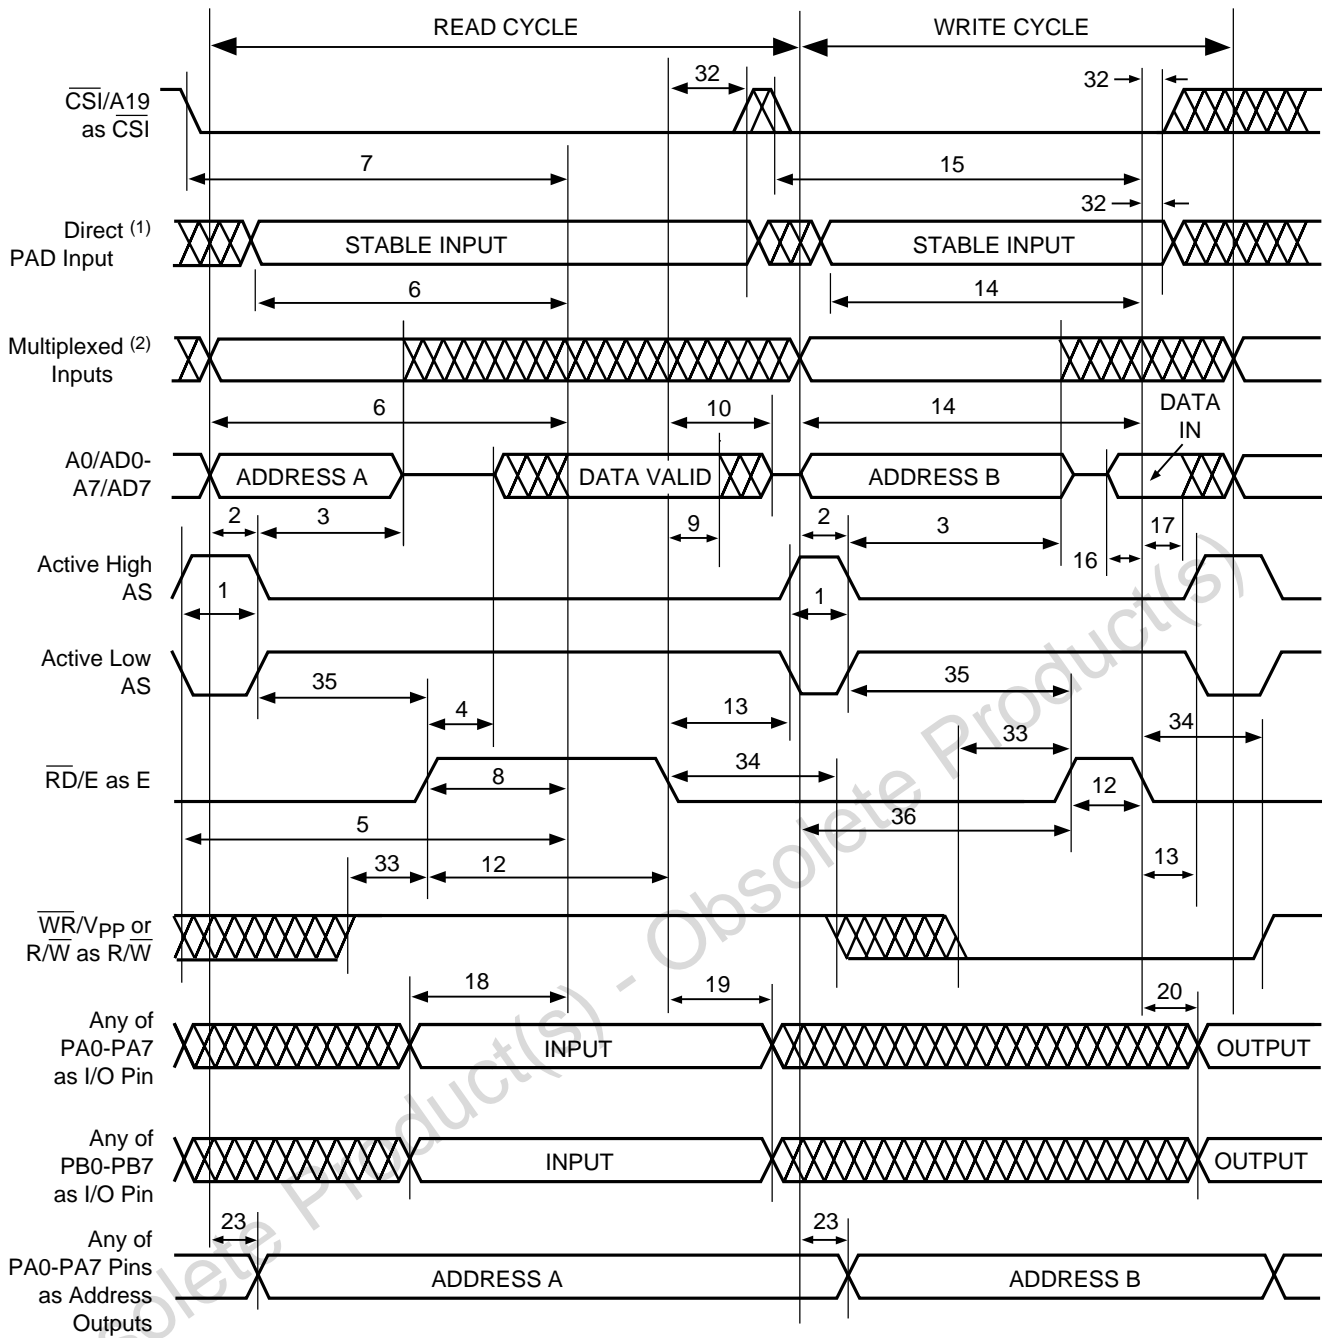 READ CYCLE
WRITE CYCLE
32
32
CSI/A19
as CSI
7
15
32
Direct (1)
PAD Input
STABLE INPUT
STABLE INPUT
6
14
Multiplexed (2)
Inputs
6
10
14
DATA
IN
A0/AD0-
A7/AD7
ADDRESS A
DATA VALID
ADDRESS B
2
3
9
2
3
16
17
Active High
AS
1
1
Active Low
AS
35
4
13
35
34
33
34
RD/E as E
8
12
5
36
33
12
13
WR/VPP or
R/W as R/W
18
19
20
Any of
PA0-PA7
as I/O Pin
INPUT
OUTPUT
Any of
PB0-PB7
as I/O Pin
INPUT
OUTPUT
23
23
Any of
PA0-PA7 Pins
as Address
Outputs
ADDRESS A
ADDRESS B
solete Product(s) - Obsolete Product(s)